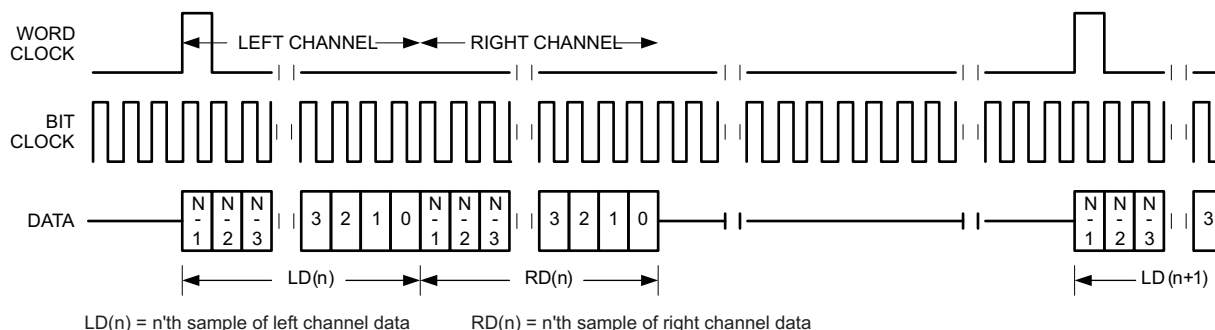 WORD
CLOCK
LEFT CHANNEL
RIGHT CHANNEL
BIT
CLOCK
DATA
N
-
1
N
-
2
N
-
3
3 2 1 0
N
-
1
N
-
2
N
-
3
3 2 1 0
N
-
1
N
-
2
N
-
3
3
LD(n)
RD(n)
LD(n+1)
LD(n) = n'th sample of left channel data
RD(n) = n'th sample of right channel data